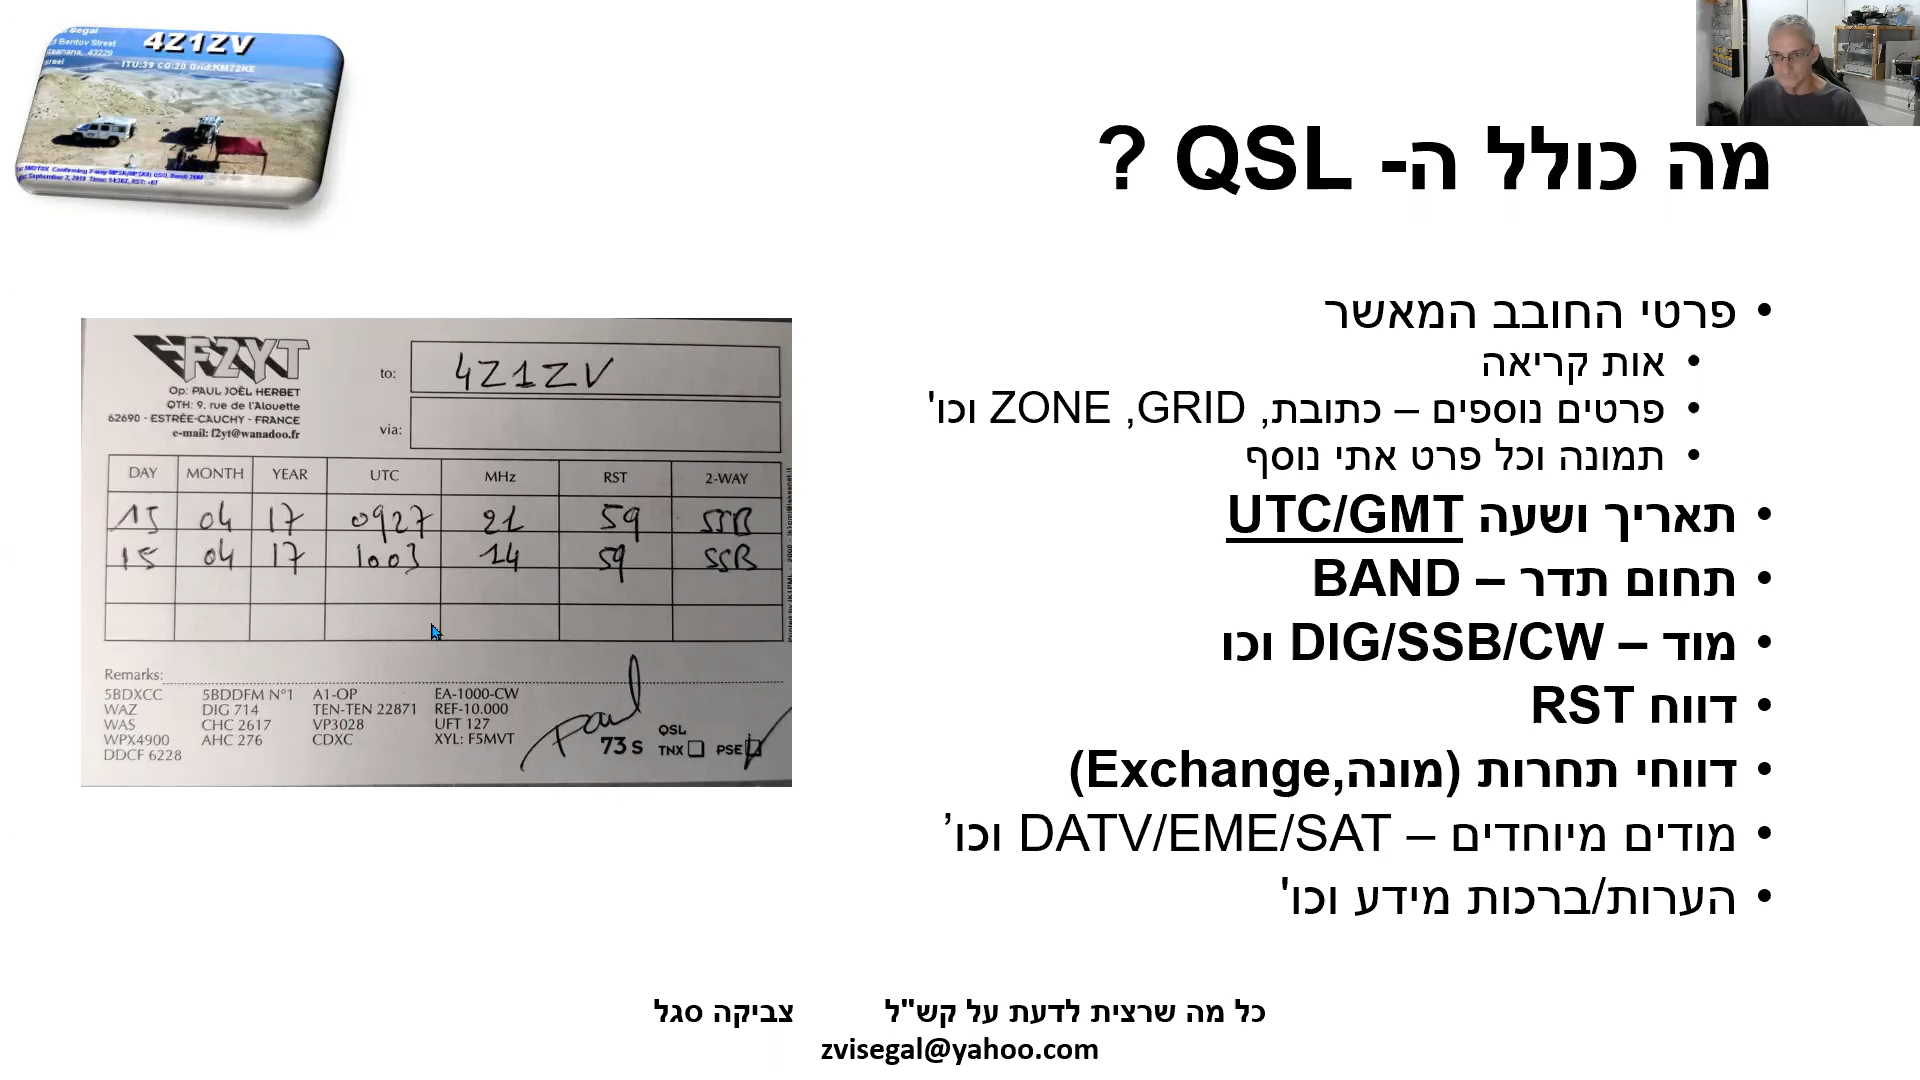 4Z1ZV
ITU:39 CQ:20 Grid:KM72KE
מה כולל ה- QSL ?
• פרטי החובב המאשר
• אות קריאה
• פרטים נוספים – כתובת, ZONE ,GRID וכו'
• תמונה וכל פרט אתי נוסף
• תאריך ושעה UTC/GMT
• תחום תדר – BAND
• מוד – DIG/SSB/CW וכו
• דווח RST
• דווחי תחרות (מונה,Exchange)
• מודים מיוחדים – DATV/EME/SAT וכו’
• הערות/ברכות מידע וכו'
F2YT
Op: PAUL JOËL HERBET
QTH: 9, rue de l'Alouette
62690 - ESTRÉE-CAUCHY - FRANCE
e-mail: f2yt@wanadoo.fr
to: 4Z1ZV
via:
DAY MONTH YEAR UTC MHz RST 2-WAY
15 04 17 0927 21 59 SSB
15 04 17 1003 14 59 SSB
Remarks:
5BDXCC 5BDDFM N°1 A1-OP EA-1000-CW
WAZ DIG 714 TEN-TEN 22871 REF-10.000
WAS CHC 2617 VP3028 UFT 127
WPX4900 AHC 276 CDXC XYL: F5MVT
DDCF 6228
Paul
73 s QSL TNX PSE
כל מה שרצית לדעת על קש"ל צביקה סגל
zvisegal@yahoo.com